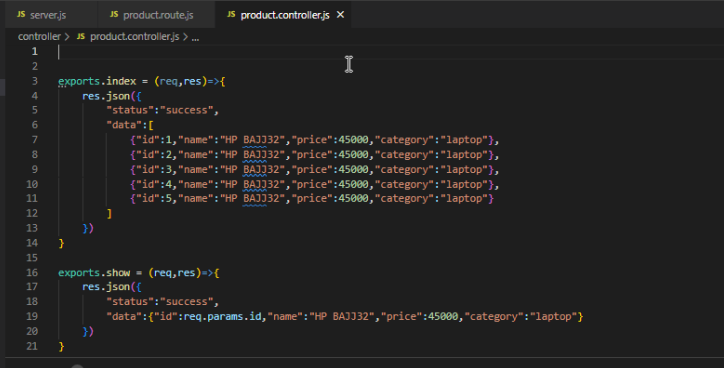 JS server.js JS product.route.js JS product.controller.js ×
controller > JS product.controller.js > ...
1
2
3 exports.index = (req,res)=>{
4 res.json({
5 "status":"success",
6 "data":[
7 {"id":1,"name":"HP BAJJ32","price":45000,"category":"laptop"},
8 {"id":2,"name":"HP BAJJ32","price":45000,"category":"laptop"},
9 {"id":3,"name":"HP BAJJ32","price":45000,"category":"laptop"},
10 {"id":4,"name":"HP BAJJ32","price":45000,"category":"laptop"},
11 {"id":5,"name":"HP BAJJ32","price":45000,"category":"laptop"}
12 ]
13 })
14 }
15
16 exports.show = (req,res)=>{
17 res.json({
18 "status":"success",
19 "data":{"id":req.params.id,"name":"HP BAJJ32","price":45000,"category":"laptop"}
20 })
21 }